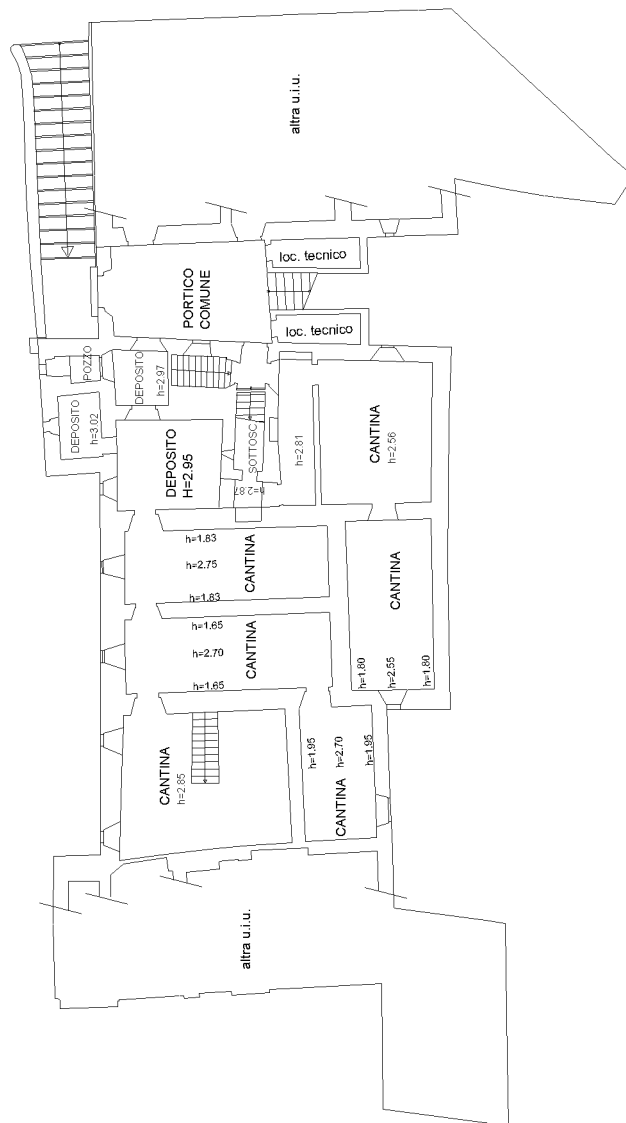 altra u.i.u.
loc. tecnico
PORTICO
COMUNE
loc. tecnico
POZZO
DEPOSITO
h=2.97
DEPOSITO
h=3.02
DEPOSITO
H=2.95
SOTTOSC.
h=2.87
h=2.81
CANTINA
h=2.56
h=1.83
h=2.75
h=1.83
CANTINA
CANTINA
h=1.80
h=2.55
h=1.80
h=1.65
h=2.70
h=1.65
CANTINA
CANTINA
h=2.85
h=1.95
h=2.70
h=1.95
CANTINA
altra u.i.u.